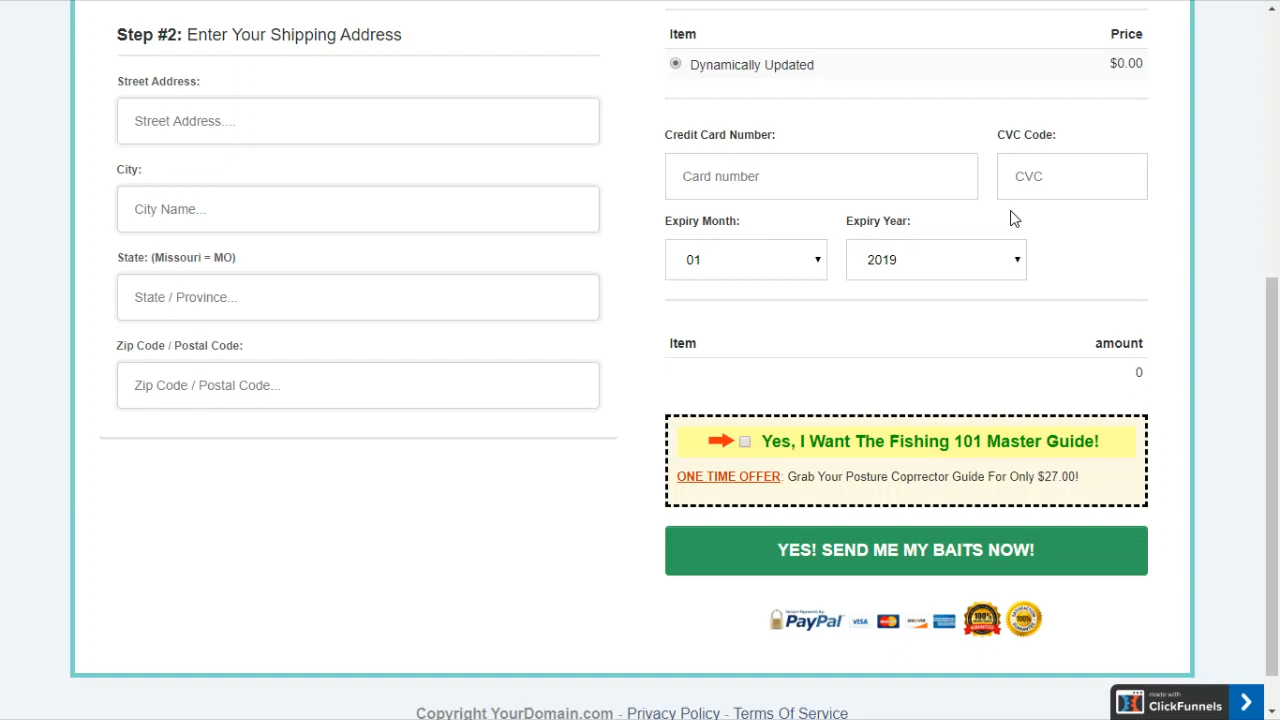 Step #2: Enter Your Shipping Address
Street Address:
Street Address....
City:
City Name...
State: (Missouri = MO)
State / Province...
Zip Code / Postal Code:
Zip Code / Postal Code...
Item Price
Dynamically Updated $0.00
Credit Card Number: CVC Code:
Card number CVC
Expiry Month: Expiry Year:
01 2019
Item amount
0
Yes, I Want The Fishing 101 Master Guide!
ONE TIME OFFER: Grab Your Posture Coprrector Guide For Only $27.00!
YES! SEND ME MY BAITS NOW!
PayPal VISA
100% 100%
Copyright YourDomain.com - Privacy Policy - Terms Of Service
made with
ClickFunnels